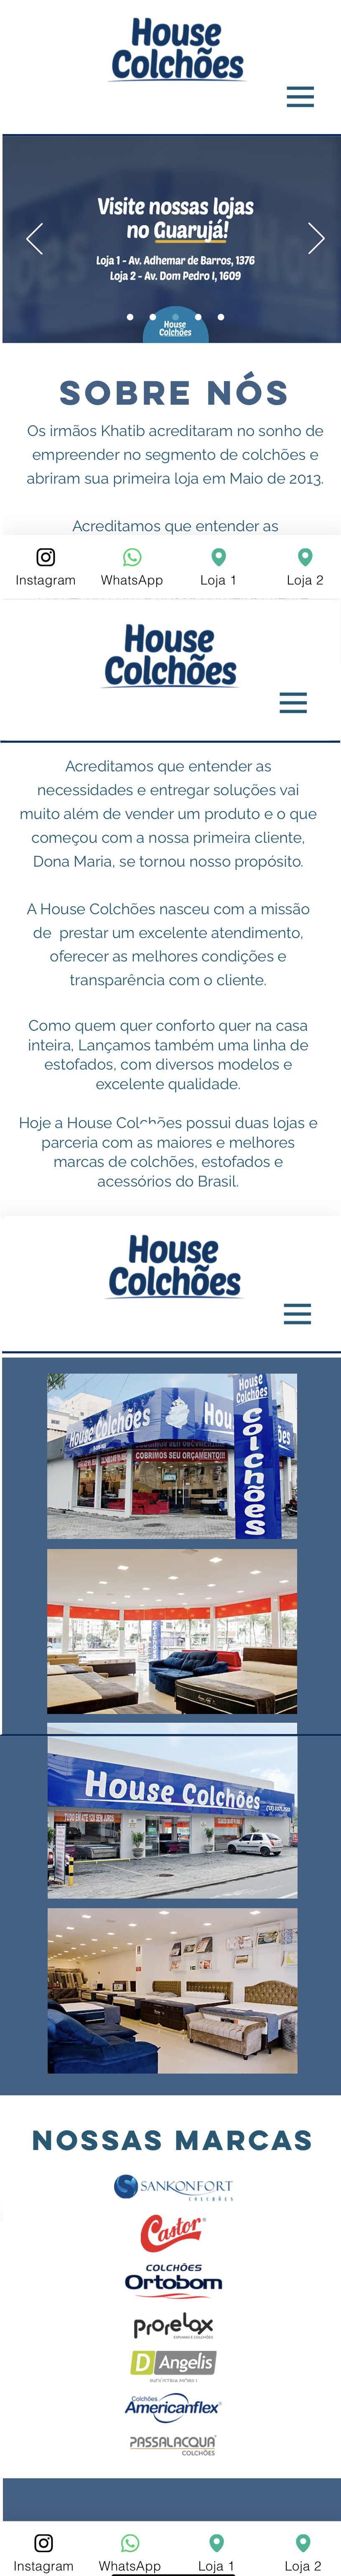 House
Colchões
Visite nossas lojas
no Guarujá!
Loja 1 - Av. Adhemar de Barros, 1376
Loja 2 - Av. Dom Pedro I, 1609
House
Colchões
SOBRE NÓS
Os irmãos Khatib acreditaram no sonho de
empreender no segmento de colchões e
abriram sua primeira loja em Maio de 2013.
Acreditamos que entender as
Instagram WhatsApp Loja 1 Loja 2
House
Colchões
Acreditamos que entender as
necessidades e entregar soluções vai
muito além de vender um produto e o que
começou com a nossa primeira cliente,
Dona Maria, se tornou nosso propósito.
A House Colchões nasceu com a missão
de prestar um excelente atendimento,
oferecer as melhores condições e
transparência com o cliente.
Como quem quer conforto quer na casa
inteira, Lançamos também uma linha de
estofados, com diversos modelos e
excelente qualidade.
Hoje a House Colchões possui duas lojas e
parceria com as maiores e melhores
marcas de colchões, estofados e
acessórios do Brasil.
House
Colchões
House Colchões
Hou
House
Colchões
ões
COBRIMOS SEU ORÇAMENTO!!!
colchões
House Colchões
NOSSAS MARCAS
SANKONFORT
COLCHÕES
Castor
COLCHÕES
Ortobom
prorelax
ESPUMAS E COLCHÕES
D Angelis
INDÚSTRIA MÓVEL
Colchões
Americanflex
PASSALACQUA
COLCHÕES
Instagram WhatsApp Loja 1 Loja 2